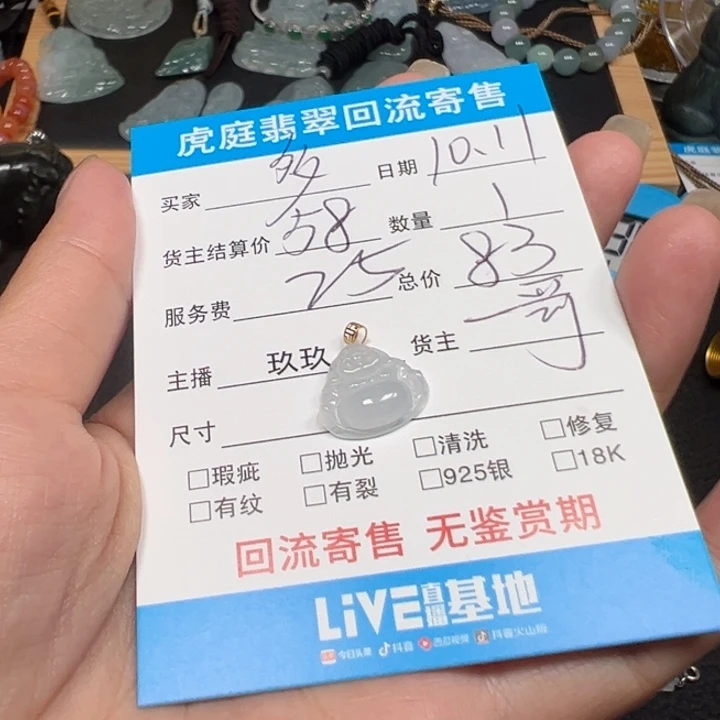 虎庭翡翠回流寄售
买家 多 日期 10.11
货主结算价 58 数量 1
服务费 25 总价 83
主播 玖玖 货主
尺寸
□瑕疵 □抛光 □清洗 □修复
□有纹 □有裂 □925银 □18K
回流寄售 无鉴赏期
LiVE直播基地
今日头条 抖音 西瓜视频 抖音火山版
虎庭